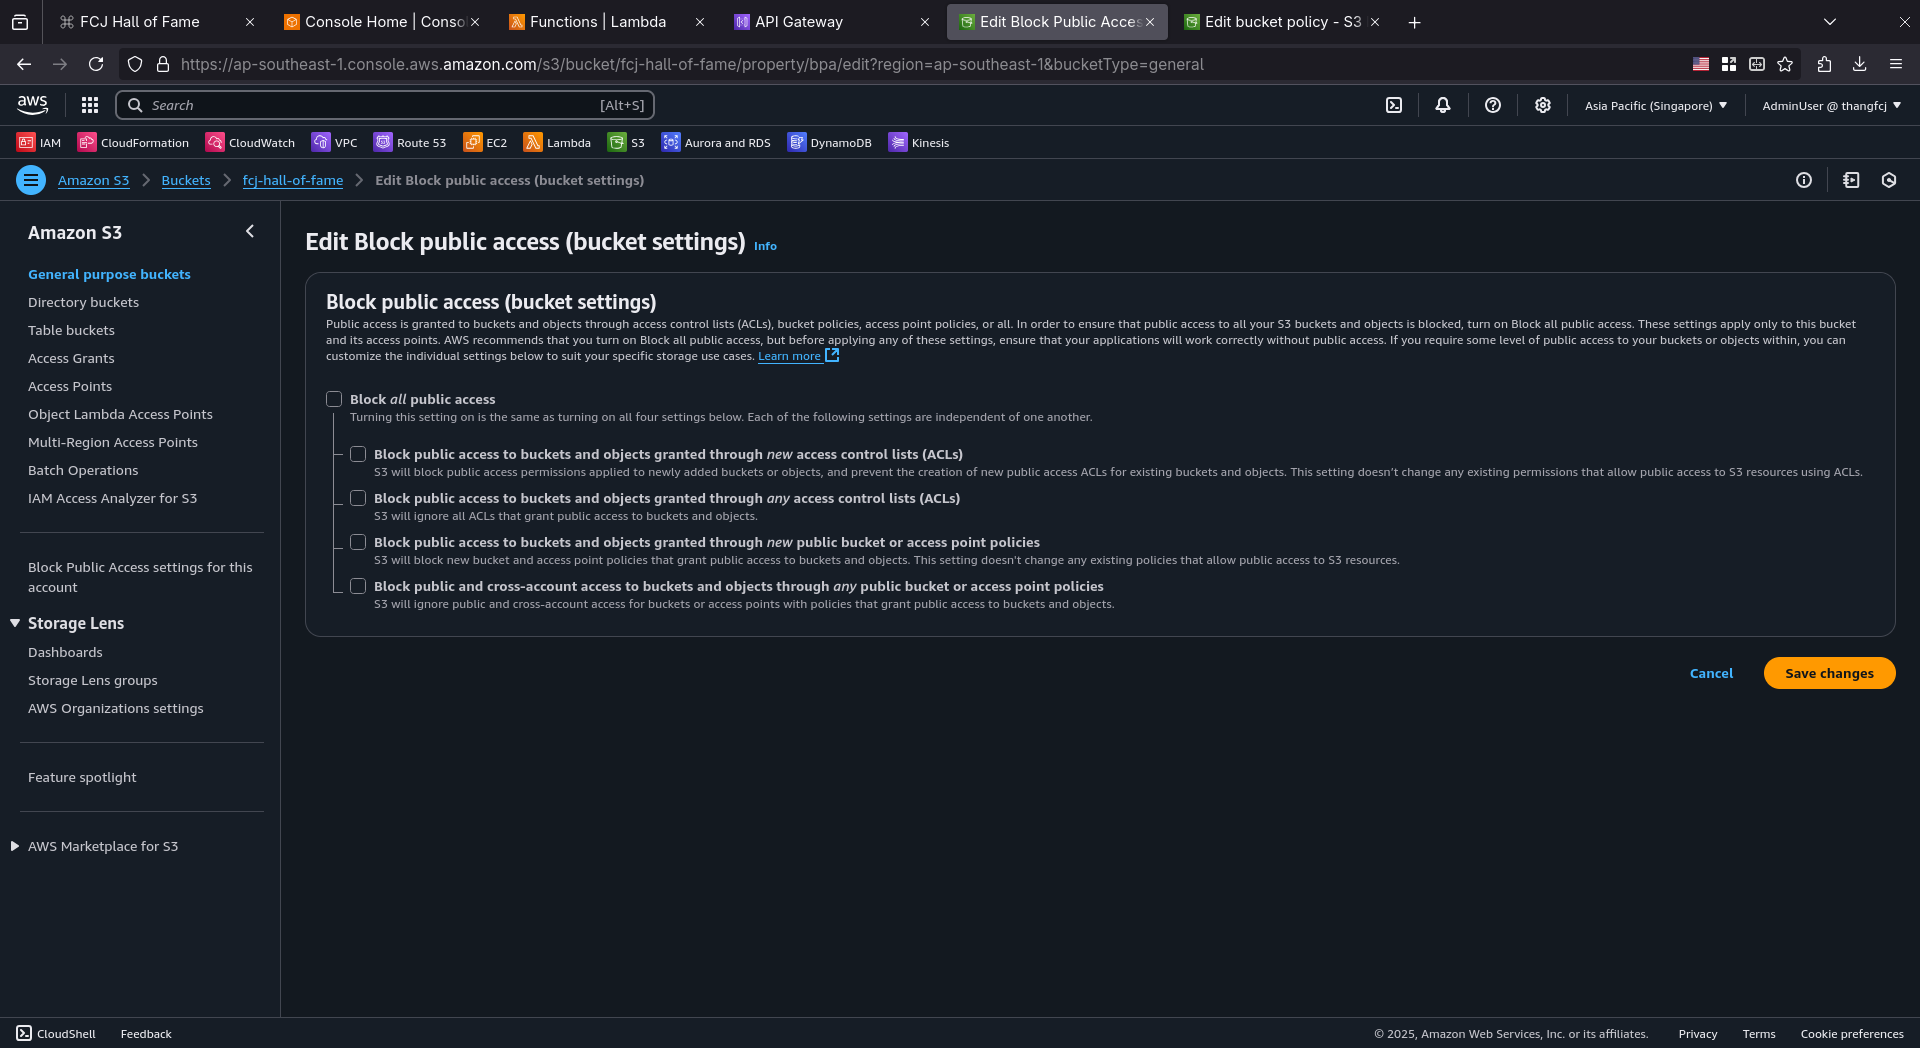 FCJ Hall of Fame
Console Home | Conso
Functions | Lambda
API Gateway
Edit Block Public Acces
Edit bucket policy - S3
https://ap-southeast-1.console.aws.amazon.com/s3/bucket/fcj-hall-of-fame/property/bpa/edit?region=ap-southeast-1&bucketType=general
aws
Search
[Alt+S]
Asia Pacific (Singapore)
AdminUser @ thangfcj
IAM
CloudFormation
CloudWatch
VPC
Route 53
EC2
Lambda
S3
Aurora and RDS
DynamoDB
Kinesis
Amazon S3
Buckets
fcj-hall-of-fame
Edit Block public access (bucket settings)
Amazon S3
General purpose buckets
Directory buckets
Table buckets
Access Grants
Access Points
Object Lambda Access Points
Multi-Region Access Points
Batch Operations
IAM Access Analyzer for S3
Block Public Access settings for this
account
Storage Lens
Dashboards
Storage Lens groups
AWS Organizations settings
Feature spotlight
AWS Marketplace for S3
Edit Block public access (bucket settings) Info
Block public access (bucket settings)
Public access is granted to buckets and objects through access control lists (ACLs), bucket policies, access point policies, or all. In order to ensure that public access to all your S3 buckets and objects is blocked, turn on Block all public access. These settings apply only to this bucket
and its access points. AWS recommends that you turn on Block all public access, but before applying any of these settings, ensure that your applications will work correctly without public access. If you require some level of public access to your buckets or objects within, you can
customize the individual settings below to suit your specific storage use cases. Learn more
Block all public access
Turning this setting on is the same as turning on all four settings below. Each of the following settings are independent of one another.
Block public access to buckets and objects granted through new access control lists (ACLs)
S3 will block public access permissions applied to newly added buckets or objects, and prevent the creation of new public access ACLs for existing buckets and objects. This setting doesn't change any existing permissions that allow public access to S3 resources using ACLs.
Block public access to buckets and objects granted through any access control lists (ACLs)
S3 will ignore all ACLs that grant public access to buckets and objects.
Block public access to buckets and objects granted through new public bucket or access point policies
S3 will block new bucket and access point policies that grant public access to buckets and objects. This setting doesn't change any existing policies that allow public access to S3 resources.
Block public and cross-account access to buckets and objects through any public bucket or access point policies
S3 will ignore public and cross-account access for buckets or access points with policies that grant public access to buckets and objects.
Cancel
Save changes
CloudShell
Feedback
© 2025, Amazon Web Services, Inc. or its affiliates.
Privacy
Terms
Cookie preferences